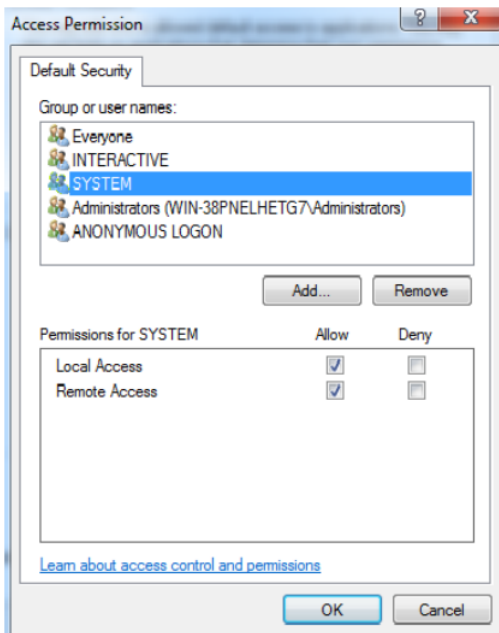 Access Permission
Default Security
Group or user names:
Everyone
INTERACTIVE
SYSTEM
Administrators (WIN-38PNELHETG7\Administrators)
ANONYMOUS LOGON
Add... Remove
Permissions for SYSTEM Allow Deny
Local Access
Remote Access
Learn about access control and permissions
OK Cancel